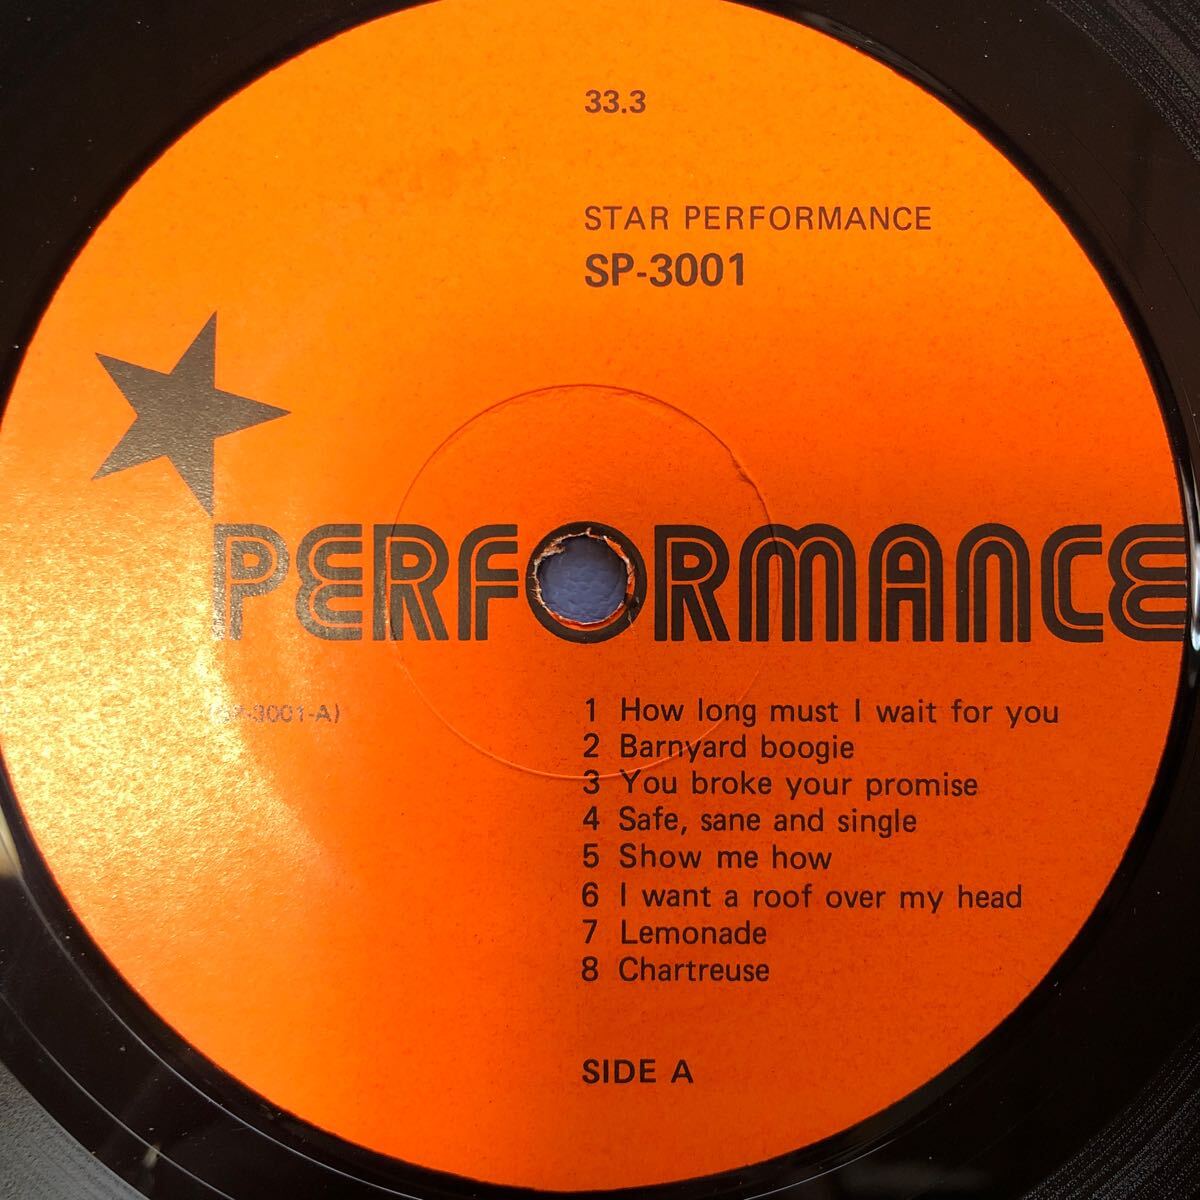 33.3
STAR PERFORMANCE
SP-3001
PERFORMANCE
(SP-3001-A)
1 How long must I wait for you
2 Barnyard boogie
3 You broke your promise
4 Safe, sane and single
5 Show me how
6 I want a roof over my head
7 Lemonade
8 Chartreuse
SIDE A